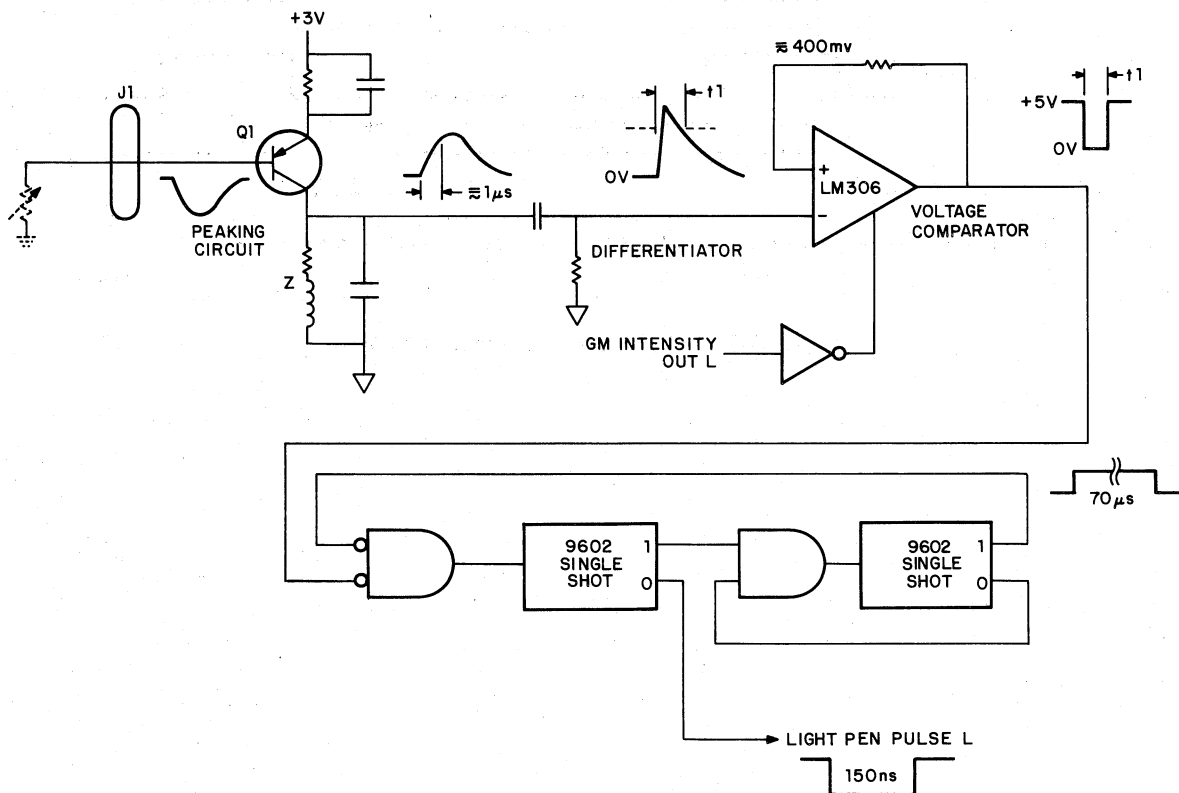 +3V
J1
Q1
PEAKING
CIRCUIT
Z
≈1μs
0V
t1
DIFFERENTIATOR
≈400mv
+
LM306
-
VOLTAGE
COMPARATOR
+5V
0V
t1
GM INTENSITY
OUT L
70μs
9602
SINGLE
SHOT
1
0
9602
SINGLE
SHOT
1
0
LIGHT PEN PULSE L
150ns